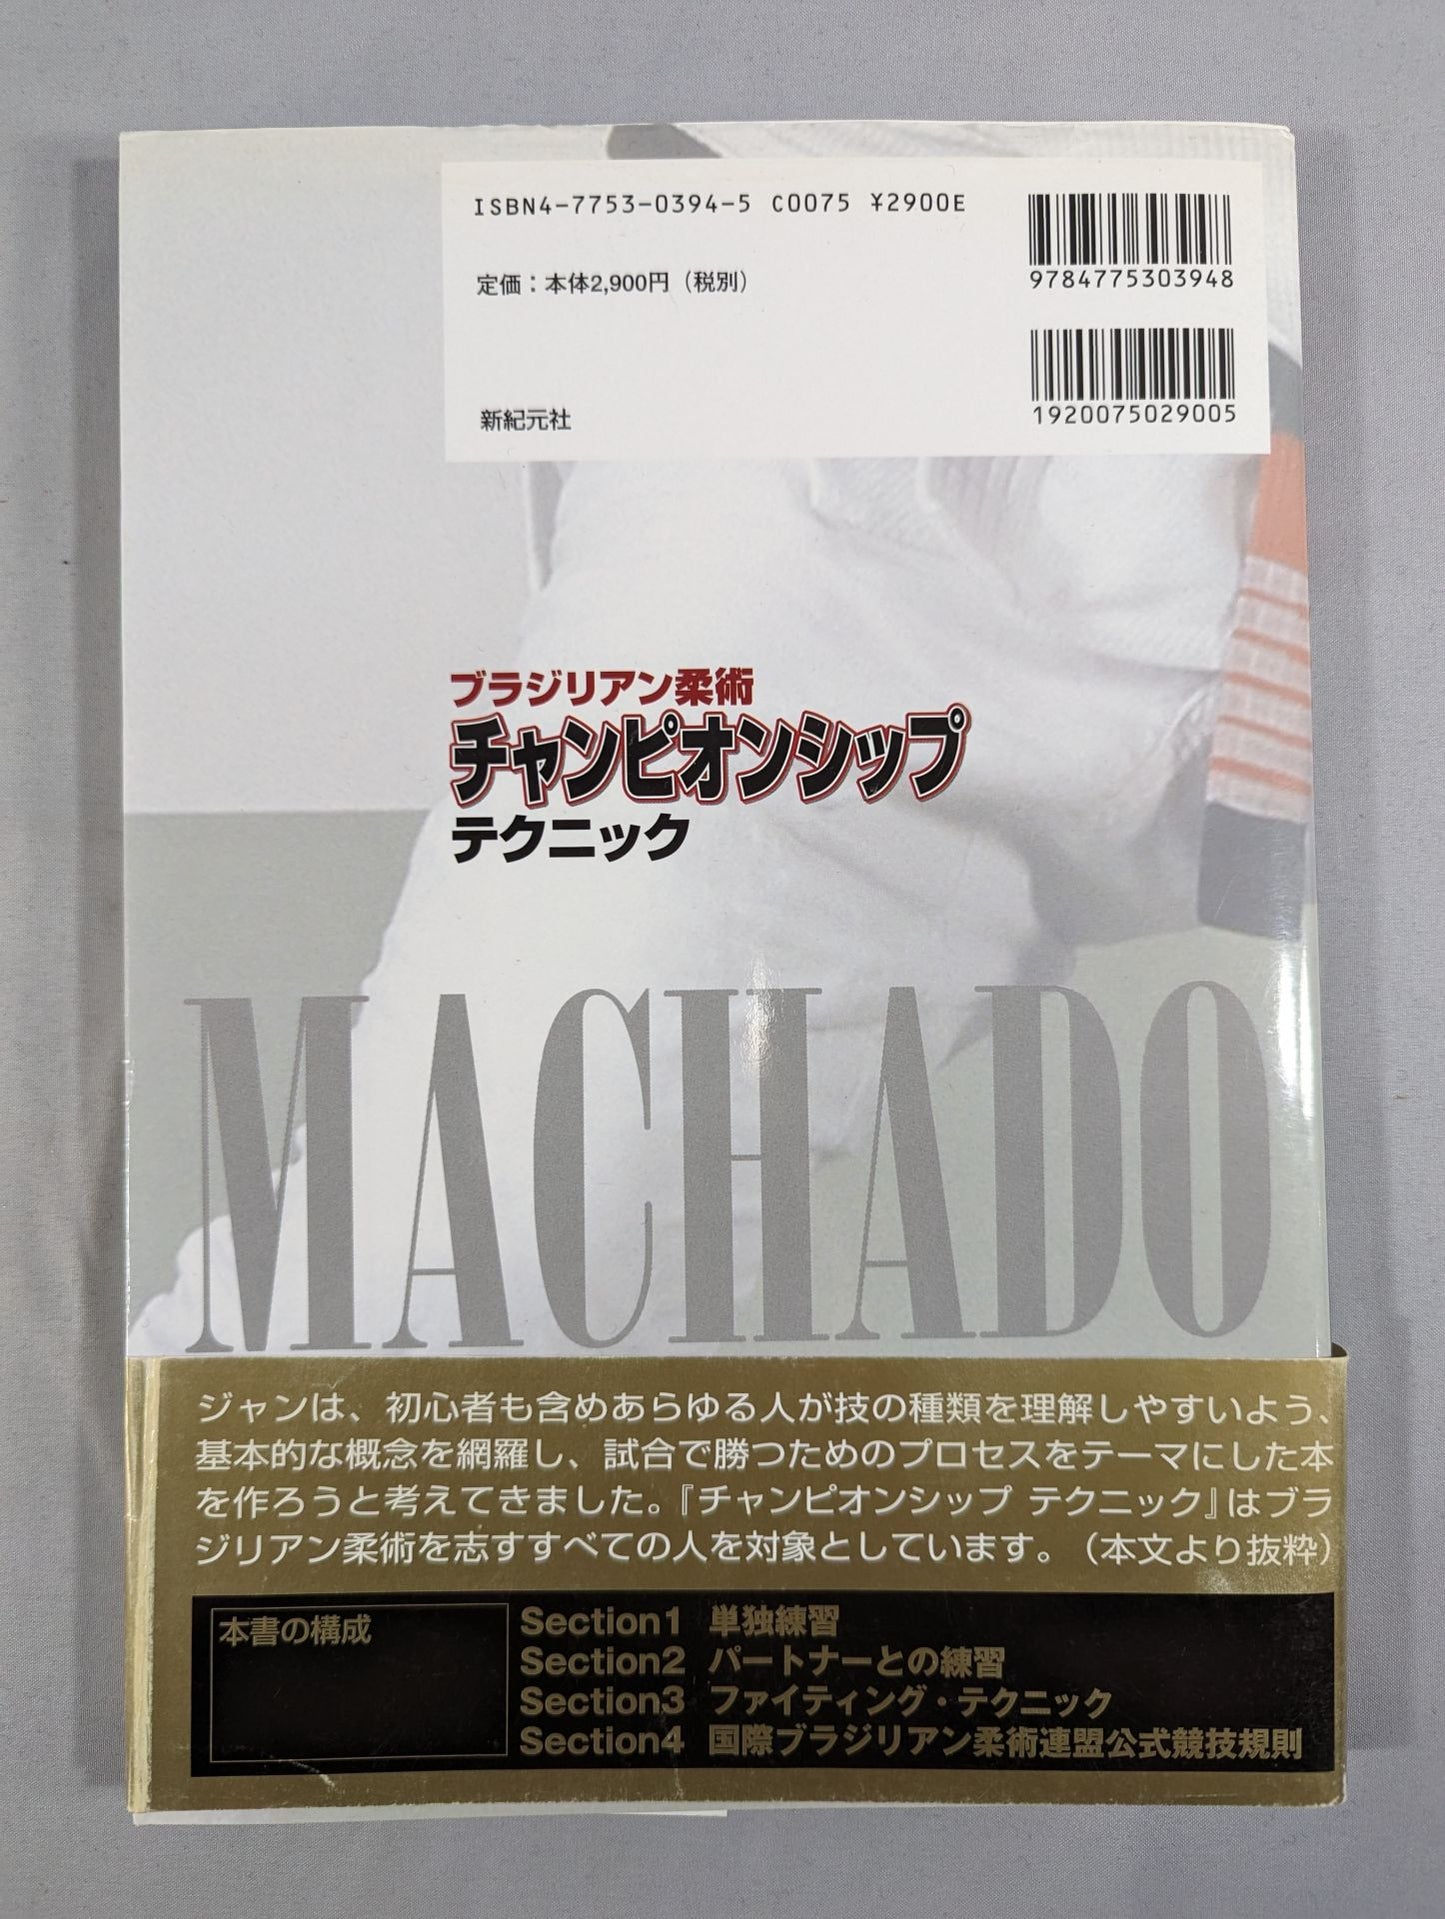 ISBN4-7753-0394-5 C0075 ¥2900E
9784775303948
定価：本体2,900円（税別）
1920075029005
新紀元社
ブラジリアン柔術
チャンピオンシップ
テクニック
MACHADO
ジャンは、初心者も含めあらゆる人が技の種類を理解しやすいよう、
基本的な概念を網羅し、試合で勝つためのプロセスをテーマにした本
を作ろうと考えてきました。『チャンピオンシップ テクニック』はブラ
ジリアン柔術を志すすべての人を対象としています。（本文より抜粋）
本書の構成
Section1 単独練習
Section2 パートナーとの練習
Section3 ファイティング・テクニック
Section4 国際ブラジリアン柔術連盟公式競技規則